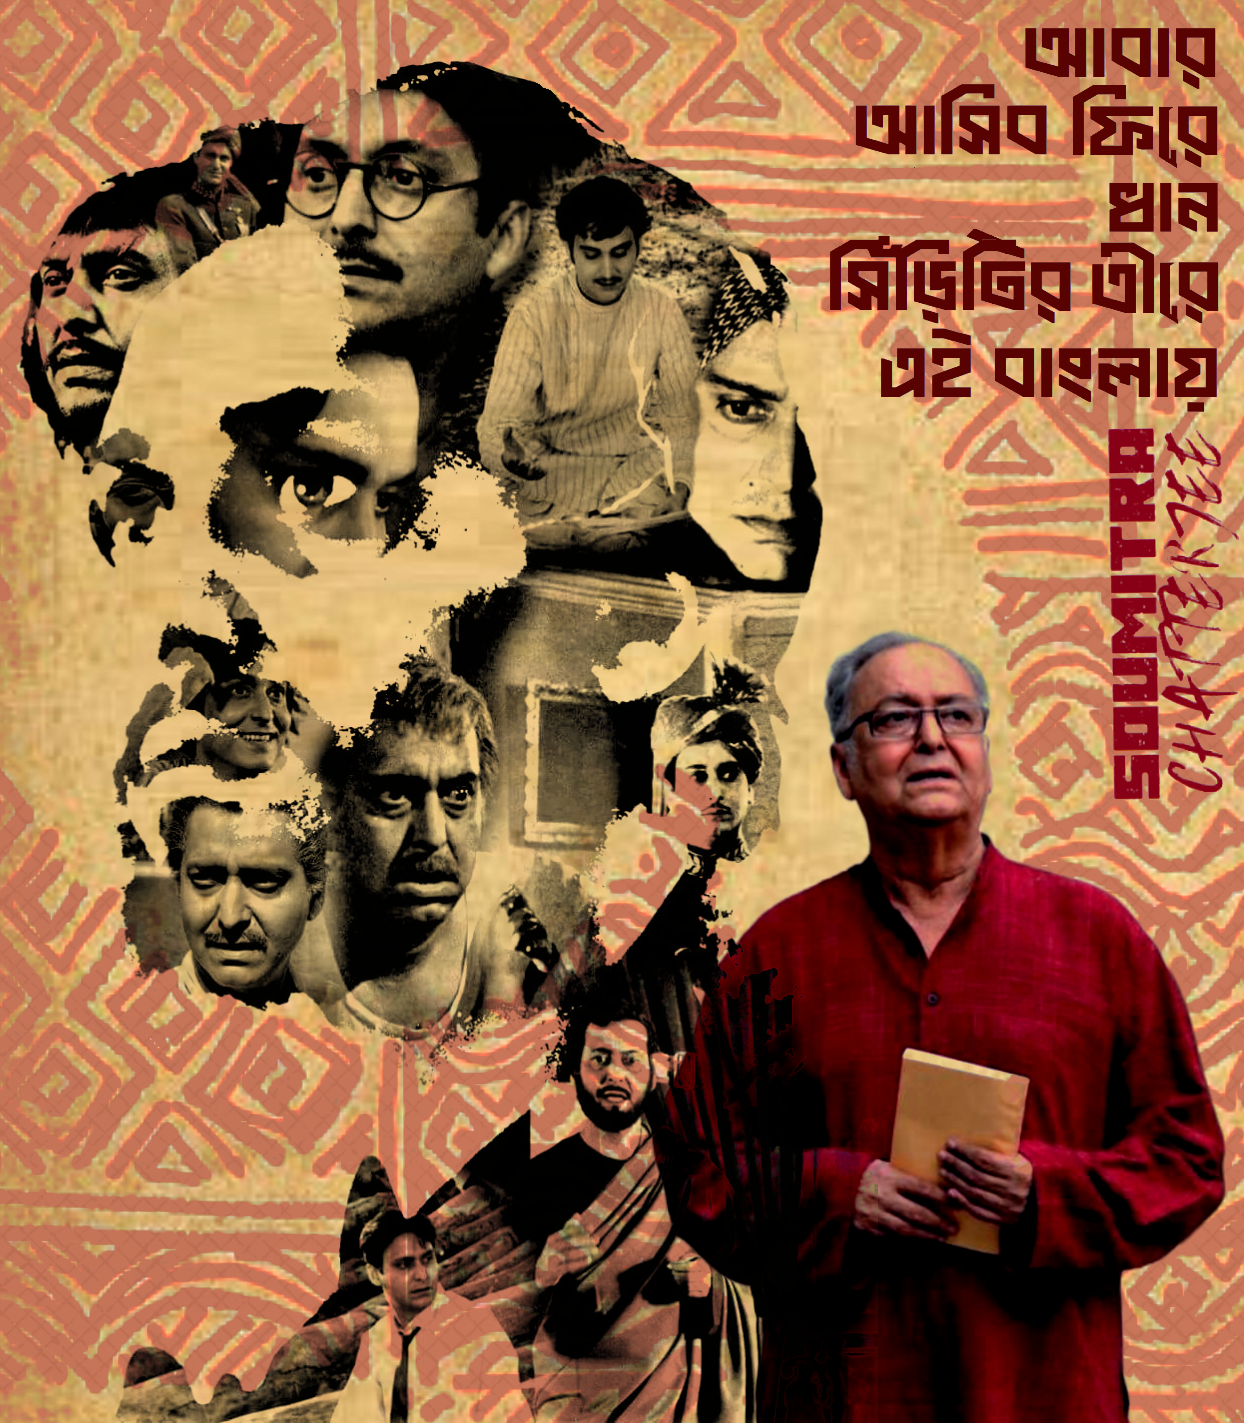 আবার
আসিব ফিরে
ধান
সিঁড়িটির তীরে
এই বাংলায়
SOUMITRA
CHATTERJEE